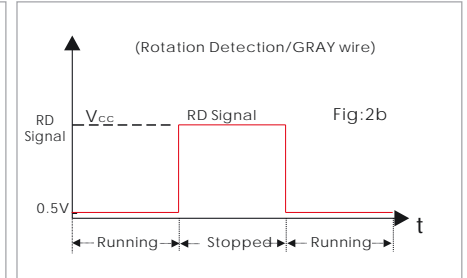 (Rotation Detection/GRAY wire)
Vcc
RD Signal
Fig:2b
RD
Signal
0.5V
t
Running
Stopped
Running